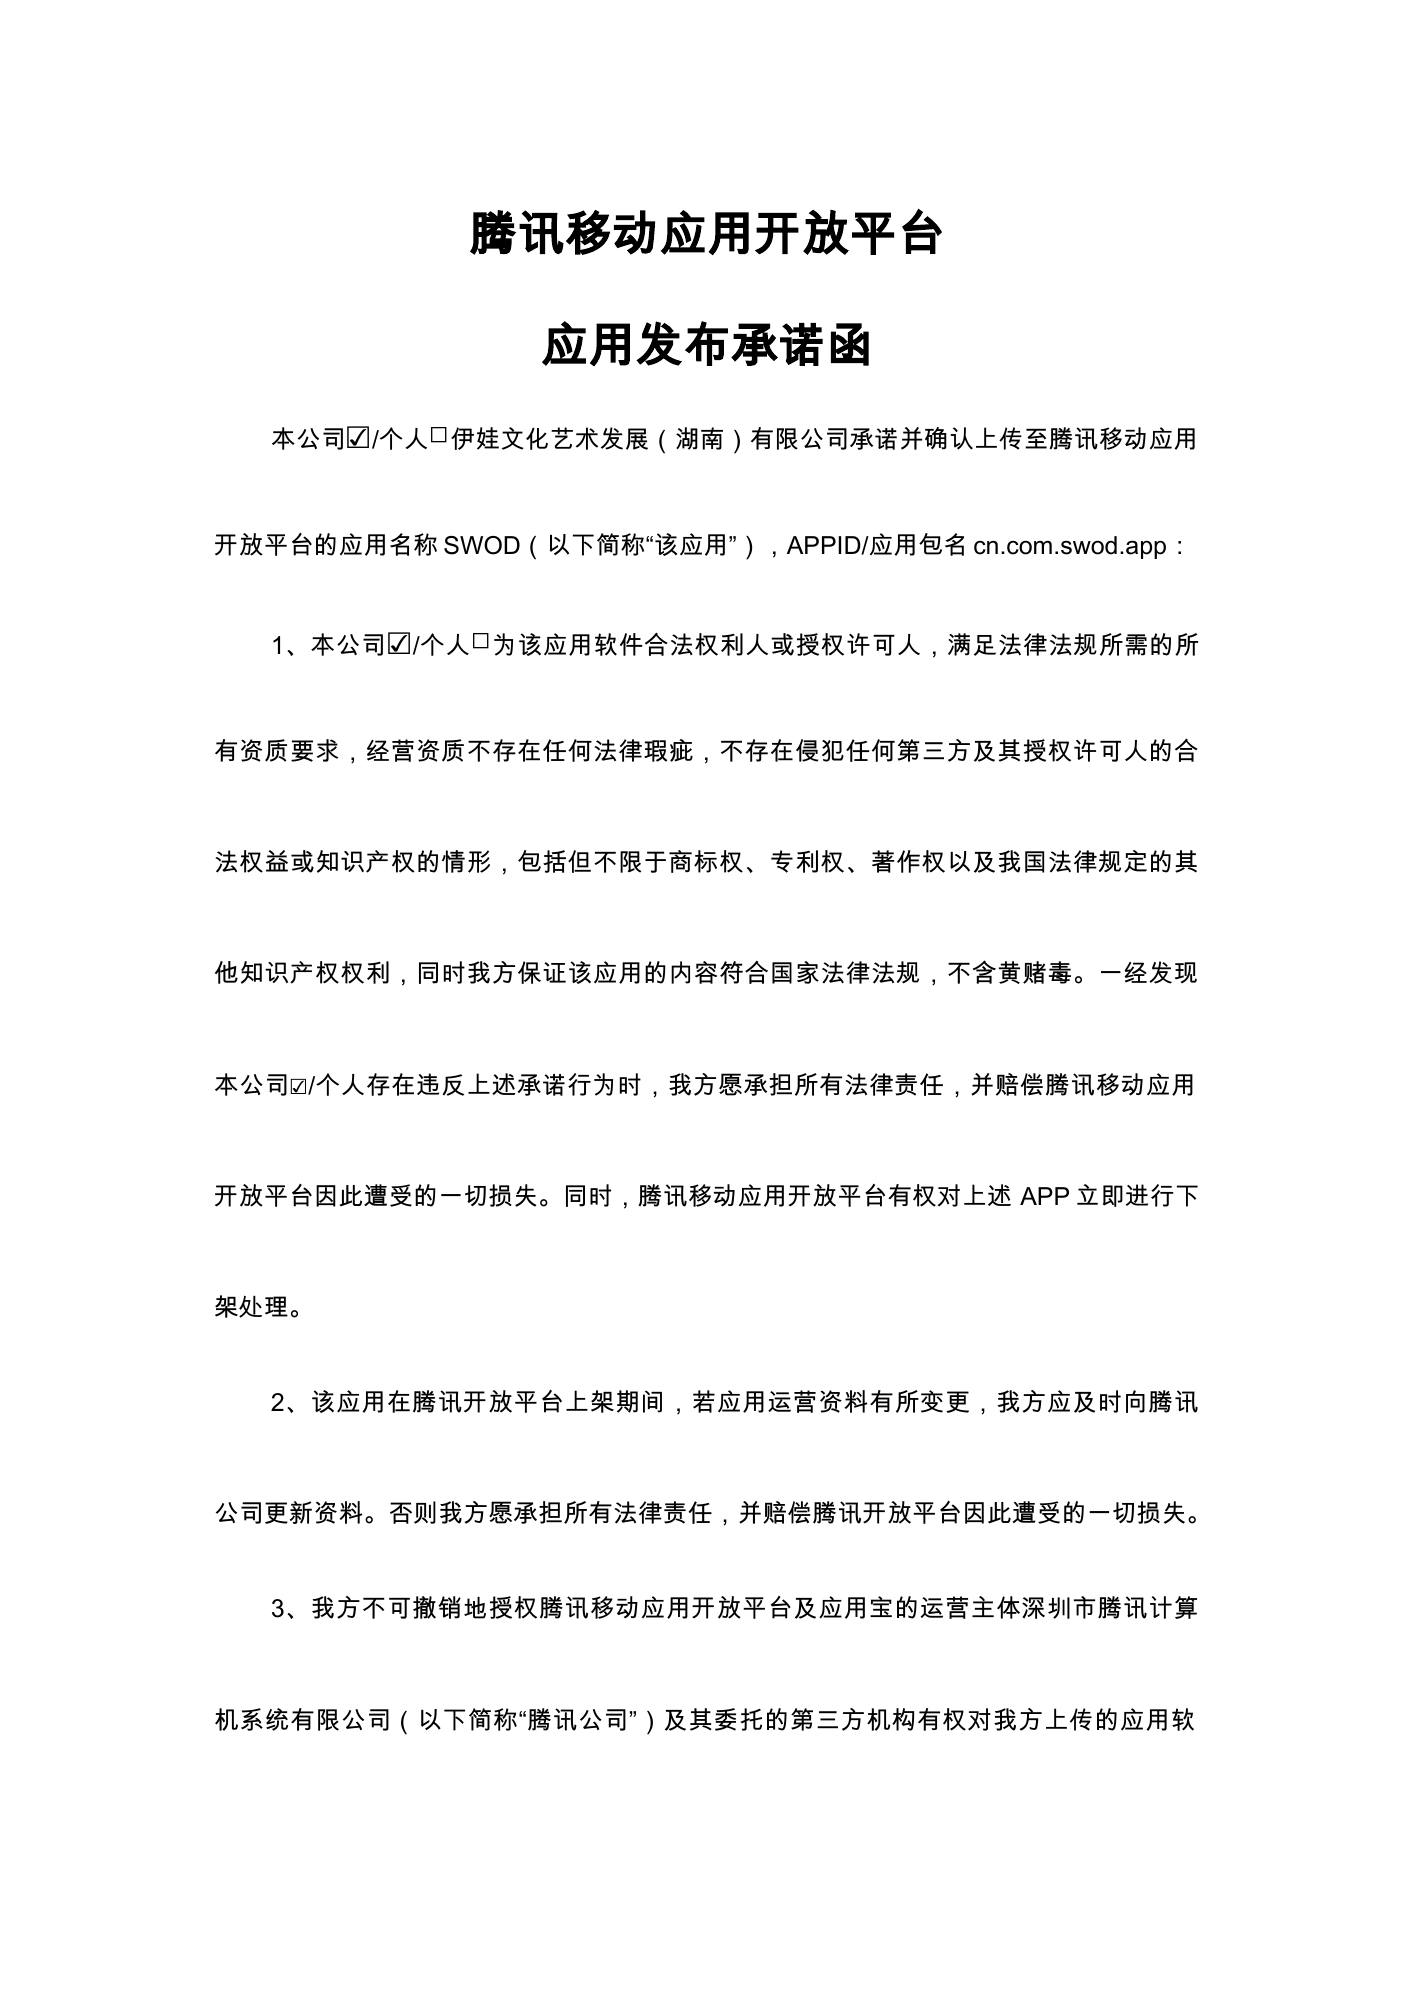 腾讯移动应用开放平台
应用发布承诺函
本公司☑/个人□伊娃文化艺术发展（湖南）有限公司承诺并确认上传至腾讯移动应用
开放平台的应用名称 SWOD（以下简称“该应用”），APPID/应用包名 cn.com.swod.app：
1、本公司☑/个人□为该应用软件合法权利人或授权许可人，满足法律法规所需的所
有资质要求，经营资质不存在任何法律瑕疵，不存在侵犯任何第三方及其授权许可人的合
法权益或知识产权的情形，包括但不限于商标权、专利权、著作权以及我国法律规定的其
他知识产权权利，同时我方保证该应用的内容符合国家法律法规，不含黄赌毒。一经发现
本公司☑/个人存在违反上述承诺行为时，我方愿承担所有法律责任，并赔偿腾讯移动应用
开放平台因此遭受的一切损失。同时，腾讯移动应用开放平台有权对上述 APP 立即进行下
架处理。
2、该应用在腾讯开放平台上架期间，若应用运营资料有所变更，我方应及时向腾讯
公司更新资料。否则我方愿承担所有法律责任，并赔偿腾讯开放平台因此遭受的一切损失。
3、我方不可撤销地授权腾讯移动应用开放平台及应用宝的运营主体深圳市腾讯计算
机系统有限公司（以下简称“腾讯公司”）及其委托的第三方机构有权对我方上传的应用软